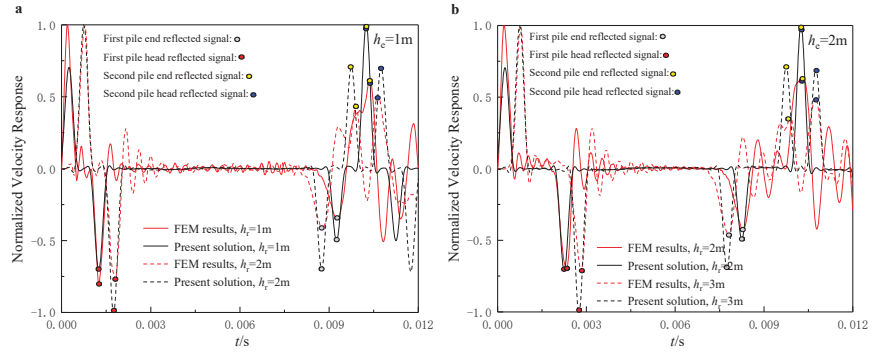 a
First pile end reflected signal:
First pile head reflected signal:
Second pile end reflected signal:
Second pile head reflected signal:
hₑ=1m
FEM results, hᵣ=1m
Present solution, hᵣ=1m
FEM results, hᵣ=2m
Present solution, hᵣ=2m
Normalized Velocity Response
1.0
0.5
0.0
−0.5
−1.0
0.000
0.003
0.006
0.009
0.012
t/s
b
First pile end reflected signal:
First pile head reflected signal:
Second pile end reflected signal:
Second pile head reflected signal:
hₑ=2m
FEM results, hᵣ=2m
Present solution, hᵣ=2m
FEM results, hᵣ=3m
Present solution, hᵣ=3m
Normalized Velocity Response
1.0
0.5
0.0
−0.5
−1.0
0.000
0.003
0.006
0.009
0.012
t/s